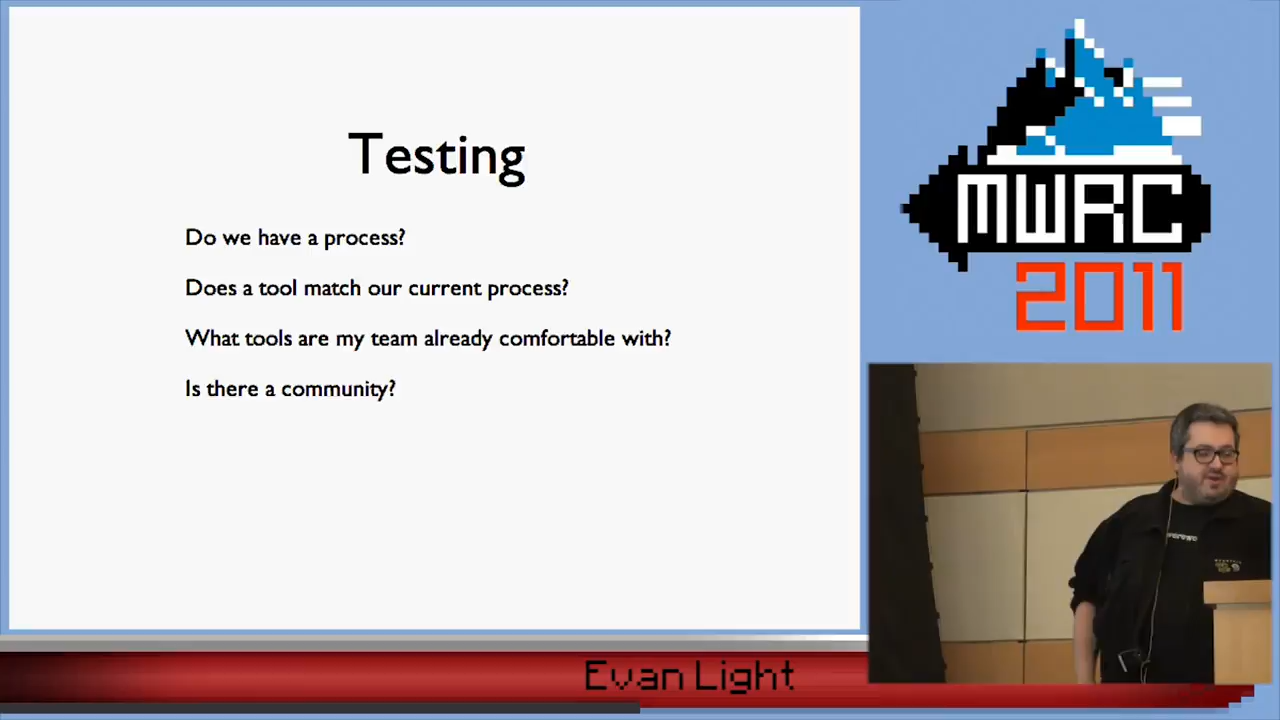 Testing
Do we have a process?
Does a tool match our current process?
What tools are my team already comfortable with?
Is there a community?
MWRC
2011
Evan Light